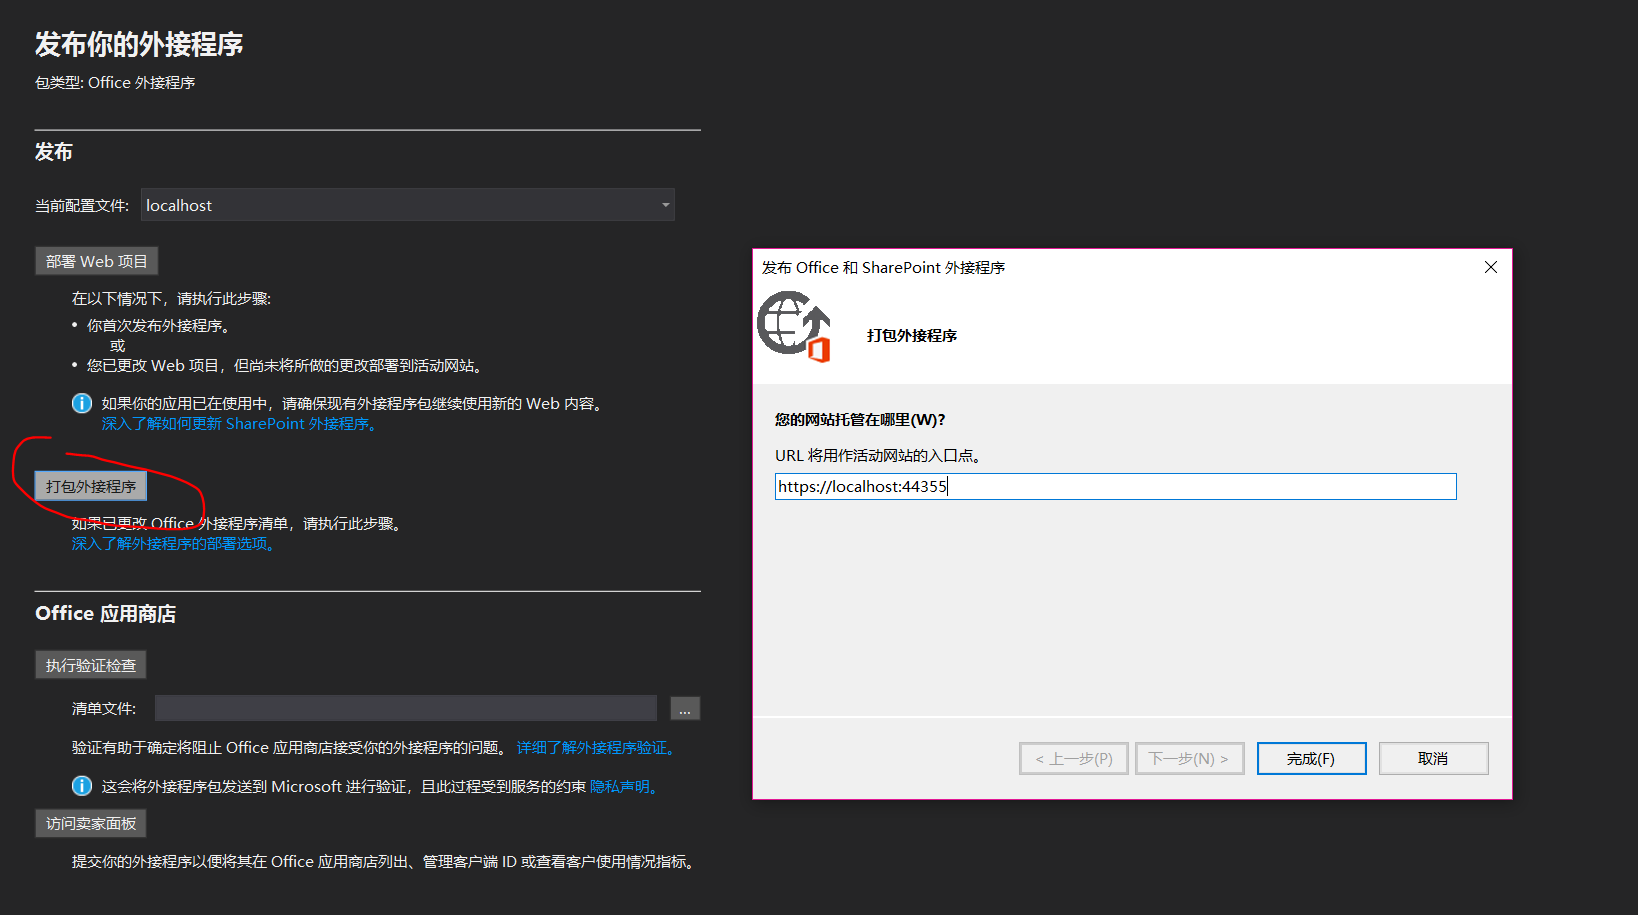 发布你的外接程序
包类型: Office 外接程序
发布
当前配置文件: localhost
部署 Web 项目
在以下情况下，请执行此步骤:
• 你首次发布外接程序。
或
• 您已更改 Web 项目，但尚未将所做的更改部署到活动网站。
如果你的应用已在使用中，请确保现有外接程序包继续使用新的 Web 内容。
深入了解如何更新 SharePoint 外接程序。
打包外接程序
如果已更改 Office 外接程序清单，请执行此步骤。
深入了解外接程序的部署选项。
Office 应用商店
执行验证检查
清单文件:
...
验证有助于确定将阻止 Office 应用商店接受你的外接程序的问题。 详细了解外接程序验证。
这会将外接程序包发送到 Microsoft 进行验证，且此过程受到服务的约束 隐私声明。
访问卖家面板
提交你的外接程序以便将其在 Office 应用商店列出、管理客户端 ID 或查看客户使用情况指标。
发布 Office 和 SharePoint 外接程序
打包外接程序
您的网站托管在哪里(W)?
URL 将用作活动网站的入口点。
https://localhost:44355
< 上一步(P)
下一步(N) >
完成(F)
取消